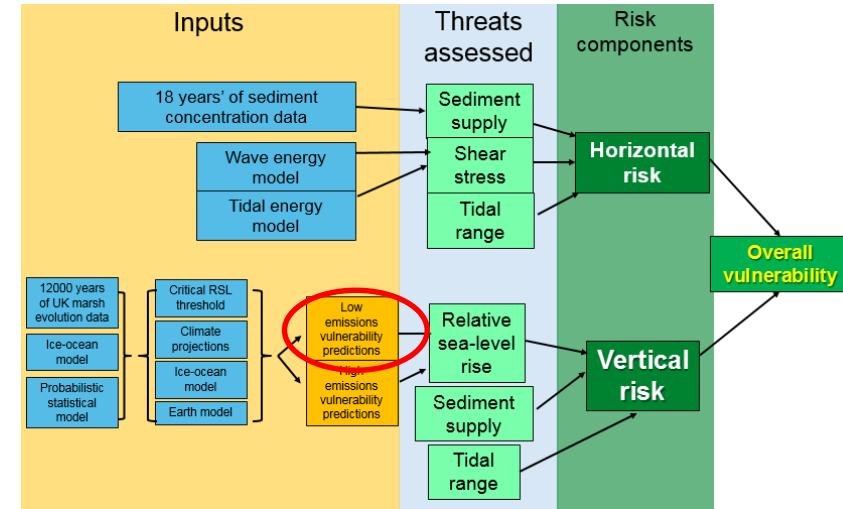 Inputs
Threats
assessed
Risk
components
18 years' of sediment
concentration data
Sediment
supply
Wave energy
model
Shear
stress
Horizontal
risk
Tidal energy
model
Tidal
range
Overall
vulnerability
12000 years
of UK marsh
evolution data
Ice-ocean
model
Probabilistic
statistical
model
Critical RSL
threshold
Climate
projections
Ice-ocean
model
Earth model
Low
emissions
vulnerability
predictions
High
emissions
vulnerability
predictions
Relative
sea-level
rise
Sediment
supply
Tidal
range
Vertical
risk